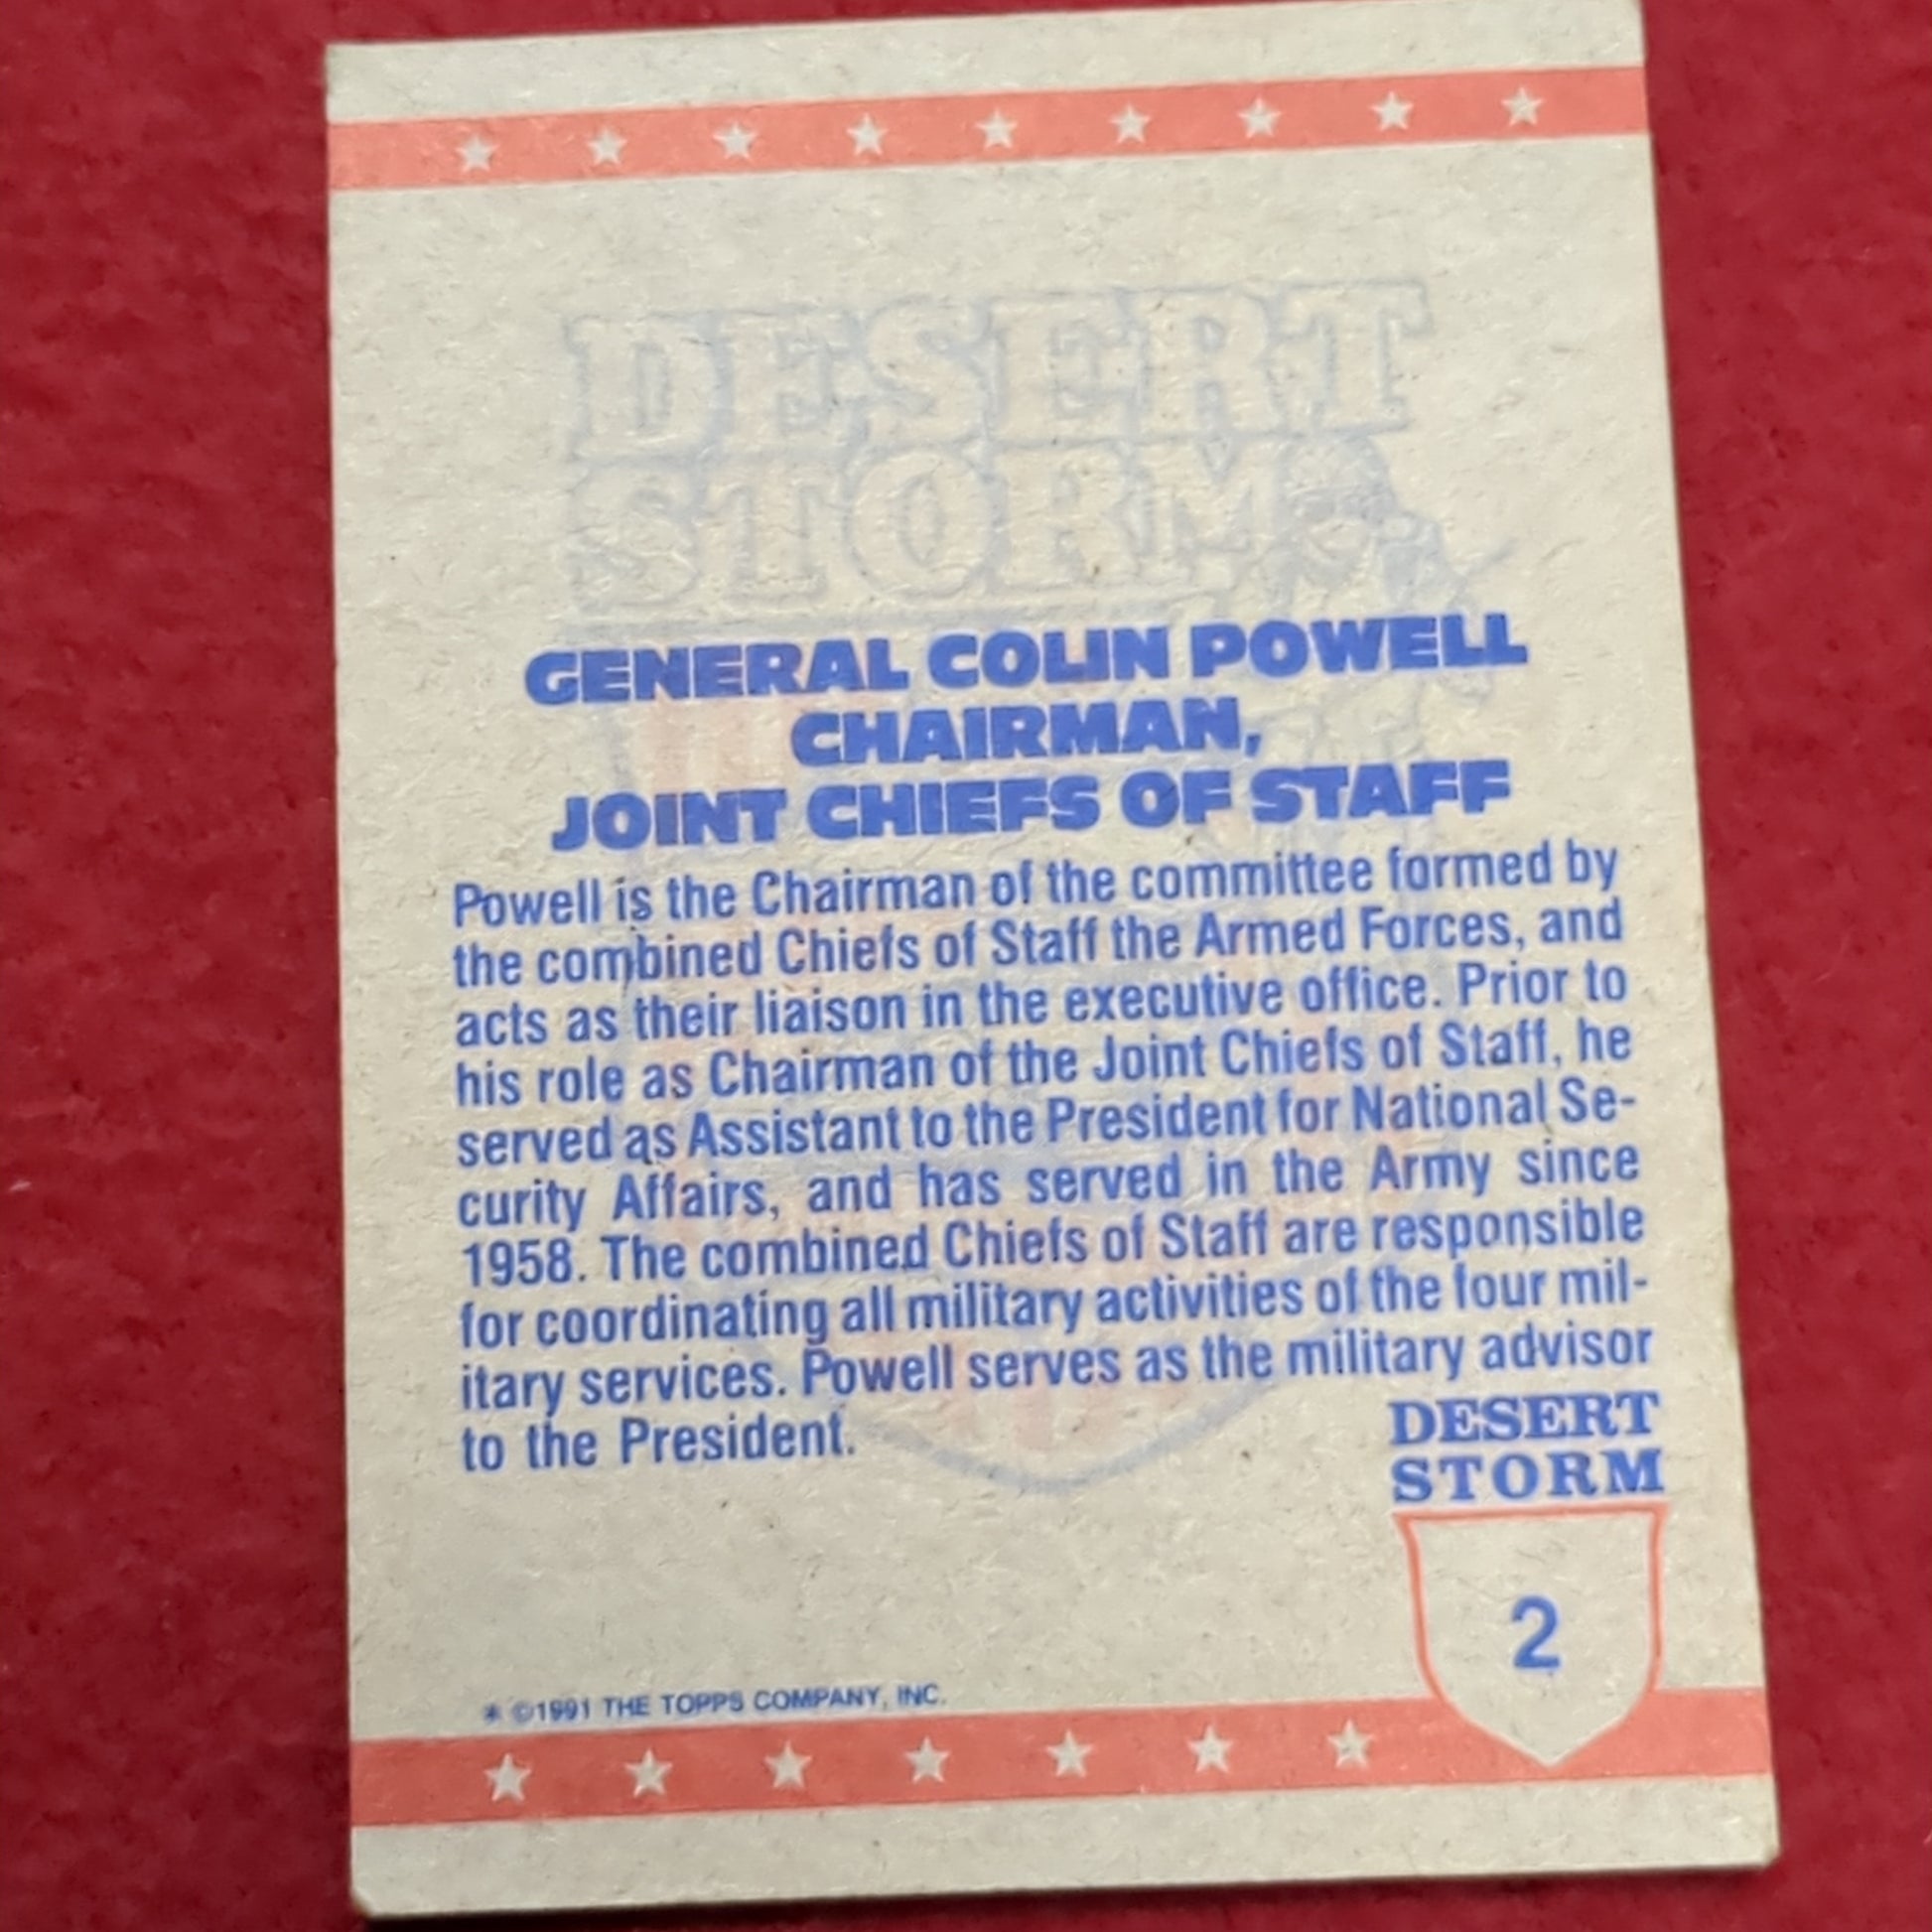 DESERT
STORM
GENERAL COLIN POWELL
CHAIRMAN,
JOINT CHIEFS OF STAFF
Powell is the Chairman of the committee formed by
the combined Chiefs of Staff the Armed Forces, and
acts as their liaison in the executive office. Prior to
his role as Chairman of the Joint Chiefs of Staff, he
served as Assistant to the President for National Se-
curity Affairs, and has served in the Army since
1958. The combined Chiefs of Staff are responsible
for coordinating all military activities of the four mil-
itary services. Powell serves as the military advisor
to the President.
DESERT
STORM
2
* ©1991 THE TOPPS COMPANY, INC.